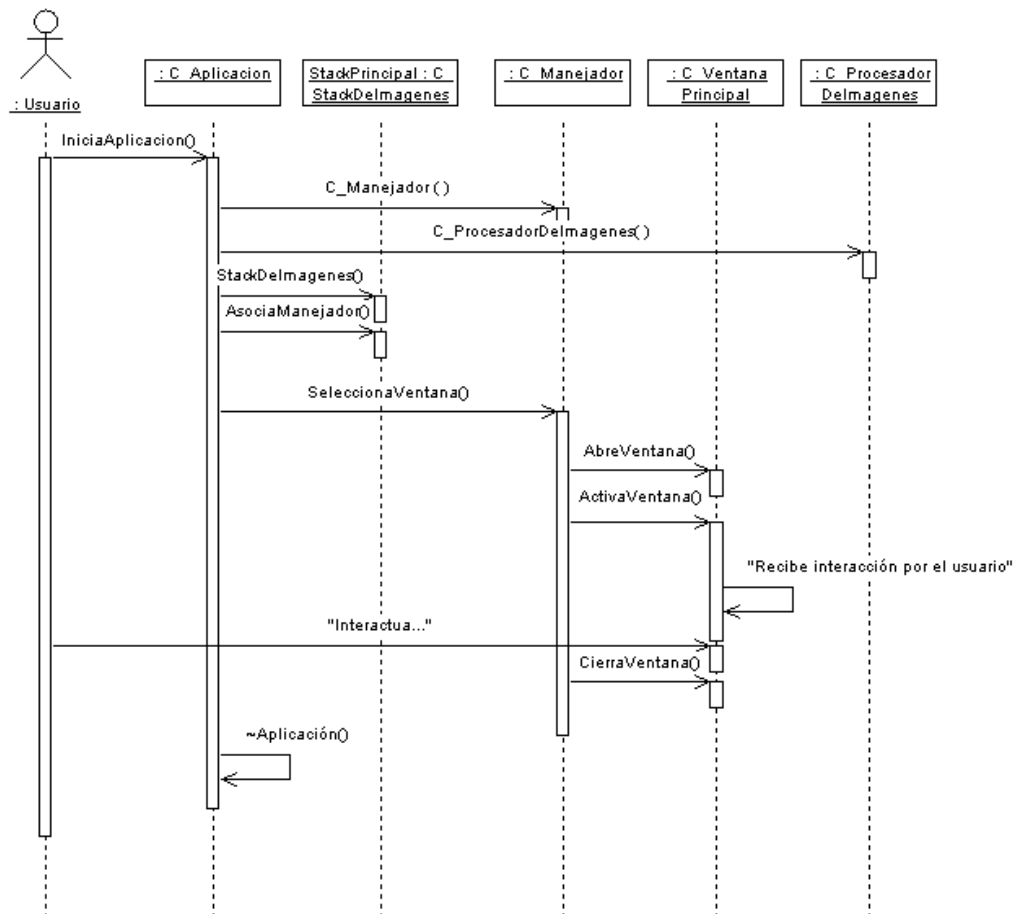 : C_Aplicacion
StackPrincipal : C_
StackDeImagenes
: C_Manejador
: C_Ventana
Principal
: C_Procesador
DeImagenes
: Usuario
IniciaAplicacion()
C_Manejador ( )
C_ProcesadorDeImagenes( )
StackDeImagenes()
AsociaManejador()
SeleccionaVentana()
AbreVentana()
ActivaVentana()
"Recibe interacción por el usuario"
"Interactua..."
CierraVentana()
~Aplicación()